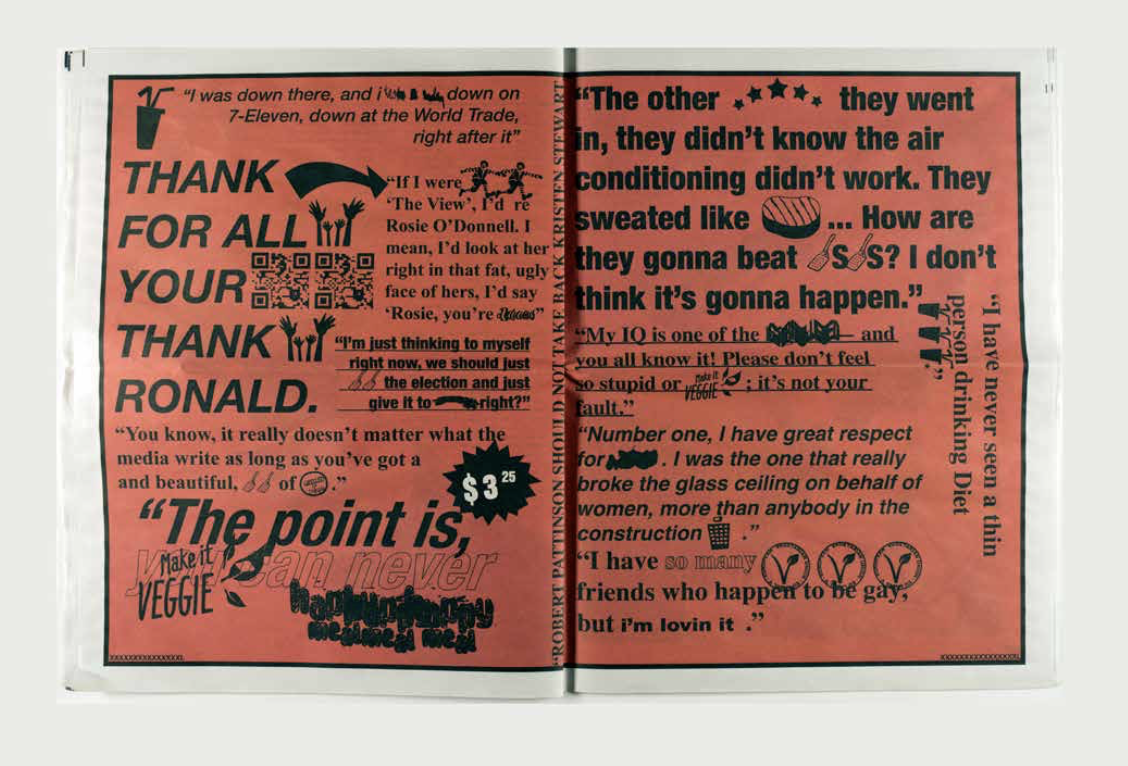 “I was down there, and i down on
7-Eleven, down at the World Trade,
right after it”
THANK
FOR ALL
YOUR
THANK
RONALD.
“If I were
‘The View’, I’d re
Rosie O’Donnell. I
mean, I’d look at her
right in that fat, ugly
face of hers, I’d say
‘Rosie, you’re ”
“I'm just thinking to myself
right now, we should just
the election and just
give it to right?”
“You know, it really doesn’t matter what the
media write as long as you’ve got a
and beautiful, of .”
$3 25
“The point is,
you can never
Make it
VEGGIE
“ROBERT PATTINSON SHOULD NOT TAKE BACK KRISTEN STEWART
“The other they went
in, they didn’t know the air
conditioning didn’t work. They
sweated like ... How are
they gonna beat S S? I don’t
think it’s gonna happen.”
“My IQ is one of the and
you all know it! Please don’t feel
so stupid or Make it VEGGIE ; it’s not your
fault.”
“Number one, I have great respect
for . I was the one that really
broke the glass ceiling on behalf of
women, more than anybody in the
construction .”
“I have so many
friends who happen to be gay,
but i’m lovin it .”
“I have never seen a thin
person drinking Diet
.”